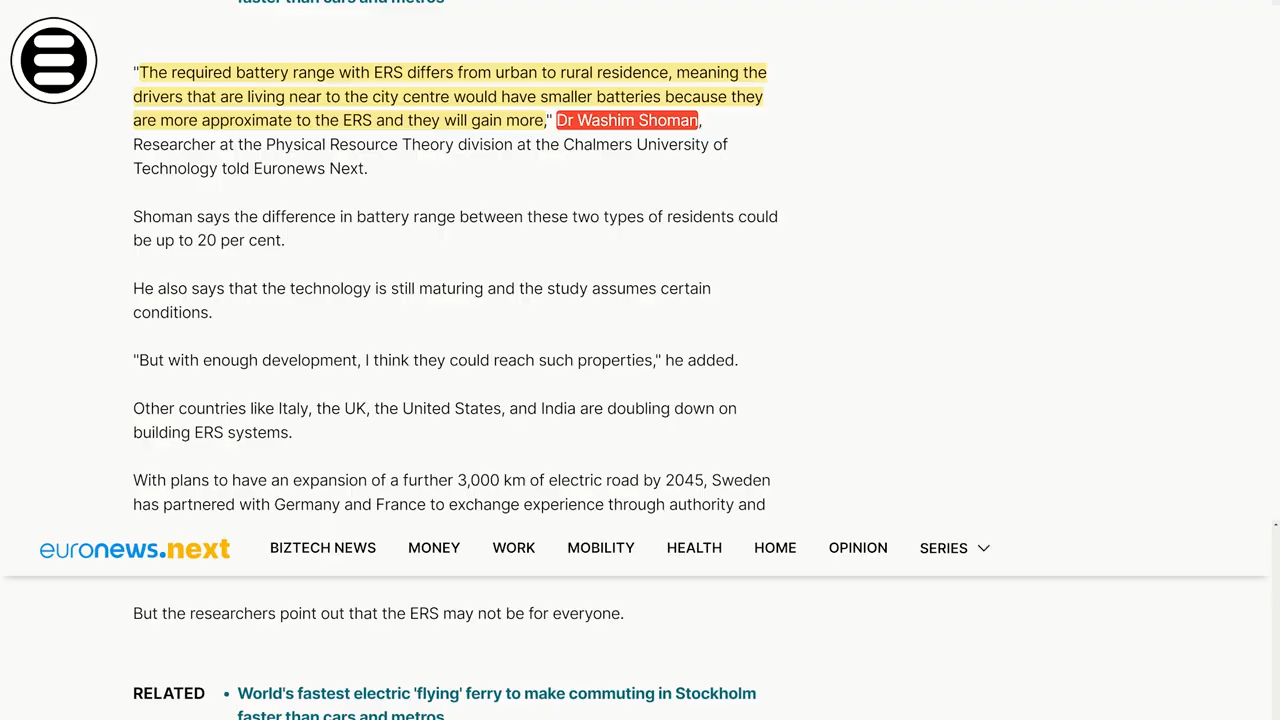 faster than cars and metros
"The required battery range with ERS differs from urban to rural residence, meaning the
drivers that are living near to the city centre would have smaller batteries because they
are more approximate to the ERS and they will gain more," Dr Washim Shoman,
Researcher at the Physical Resource Theory division at the Chalmers University of
Technology told Euronews Next.
Shoman says the difference in battery range between these two types of residents could
be up to 20 per cent.
He also says that the technology is still maturing and the study assumes certain
conditions.
"But with enough development, I think they could reach such properties," he added.
Other countries like Italy, the UK, the United States, and India are doubling down on
building ERS systems.
With plans to have an expansion of a further 3,000 km of electric road by 2045, Sweden
has partnered with Germany and France to exchange experience through authority and
euronews.next BIZTECH NEWS MONEY WORK MOBILITY HEALTH HOME OPINION SERIES
But the researchers point out that the ERS may not be for everyone.
RELATED • World's fastest electric 'flying' ferry to make commuting in Stockholm
faster than cars and metros